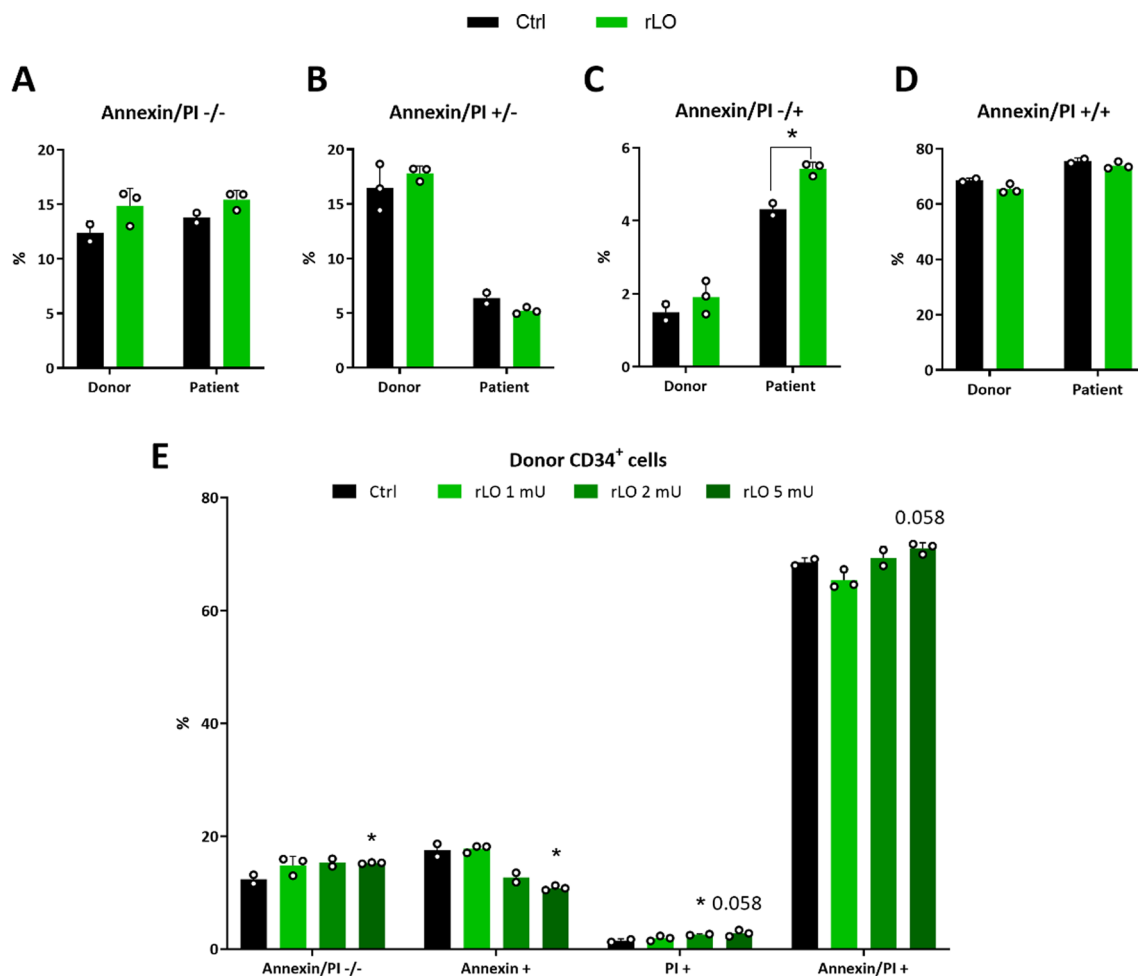 Ctrl rLO
A B C D
Annexin/PI -/- Annexin/PI +/- Annexin/PI -/+ Annexin/PI +/+
20
15
10
5
0
%
Donor Patient
20
15
10
5
0
%
Donor Patient
*
6
4
2
0
%
Donor Patient
80
60
40
20
0
%
Donor Patient
E
Donor CD34⁺ cells
Ctrl rLO 1 mU rLO 2 mU rLO 5 mU
80
60
40
20
0
%
* * * 0.058 0.058
Annexin/PI -/- Annexin + PI + Annexin/PI +